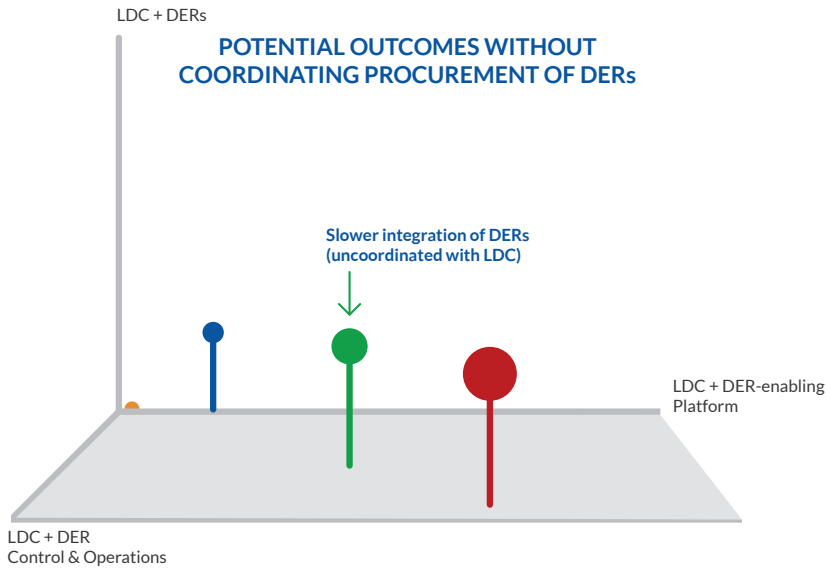 LDC + DERs
POTENTIAL OUTCOMES WITHOUT
COORDINATING PROCUREMENT OF DERs
Slower integration of DERs
(uncoordinated with LDC)
LDC + DER-enabling
Platform
LDC + DER
Control & Operations